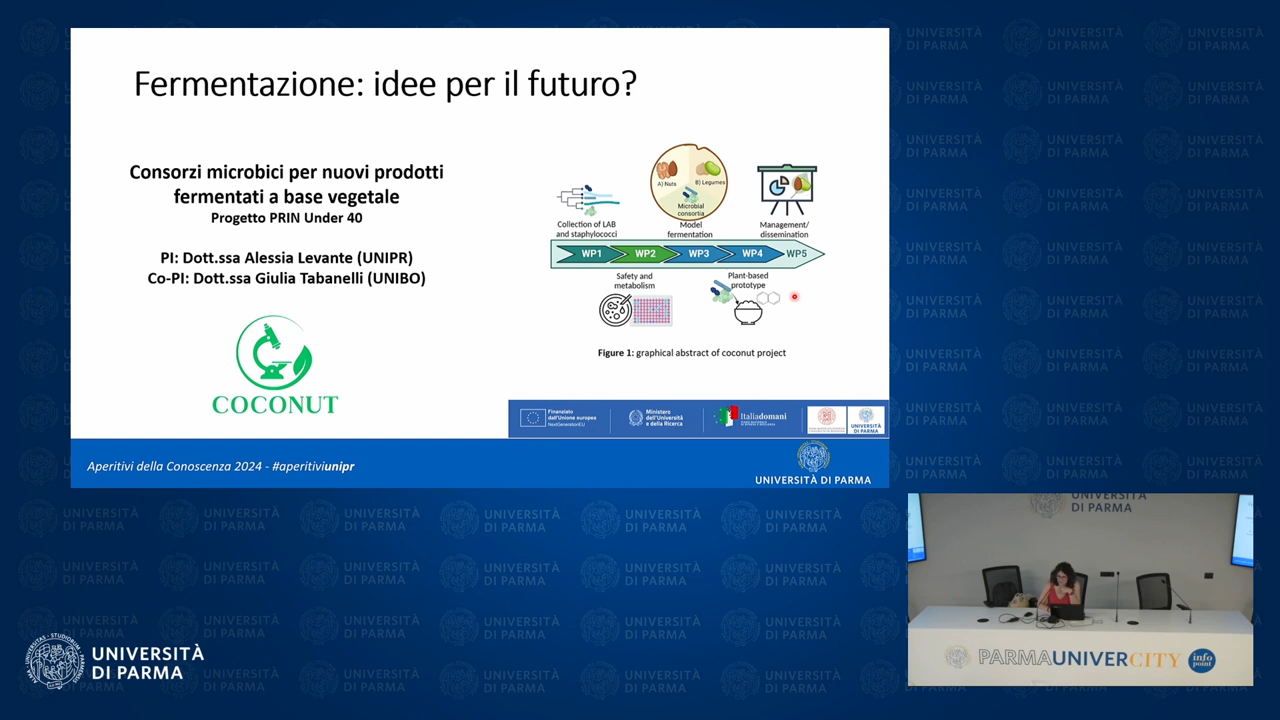 Fermentazione: idee per il futuro?
Consorzi microbici per nuovi prodotti
fermentati a base vegetale
Progetto PRIN Under 40
PI: Dott.ssa Alessia Levante (UNIPR)
Co-PI: Dott.ssa Giulia Tabanelli (UNIBO)
COCONUT
A) Nuts
B) Legumes
Microbial
consortia
Collection of LAB
and staphylococci
Model
fermentation
Management/
dissemination
WP1
WP2
WP3
WP4
WP5
Safety and
metabolism
Plant-based
prototype
Figure 1: graphical abstract of coconut project
Finanziato
dall'Unione europea
NextGenerationEU
Ministero
dell'Università
e della Ricerca
Italiadomani
UNIVERSITÀ
DI PARMA
Aperitivi della Conoscenza 2024 - #aperitiviunipr
UNIVERSITÀ DI PARMA
UNIVERSITÀ
DI PARMA
PARMAUNIVERCITY
info
point
UNIVERSITÀ
DI PARMA